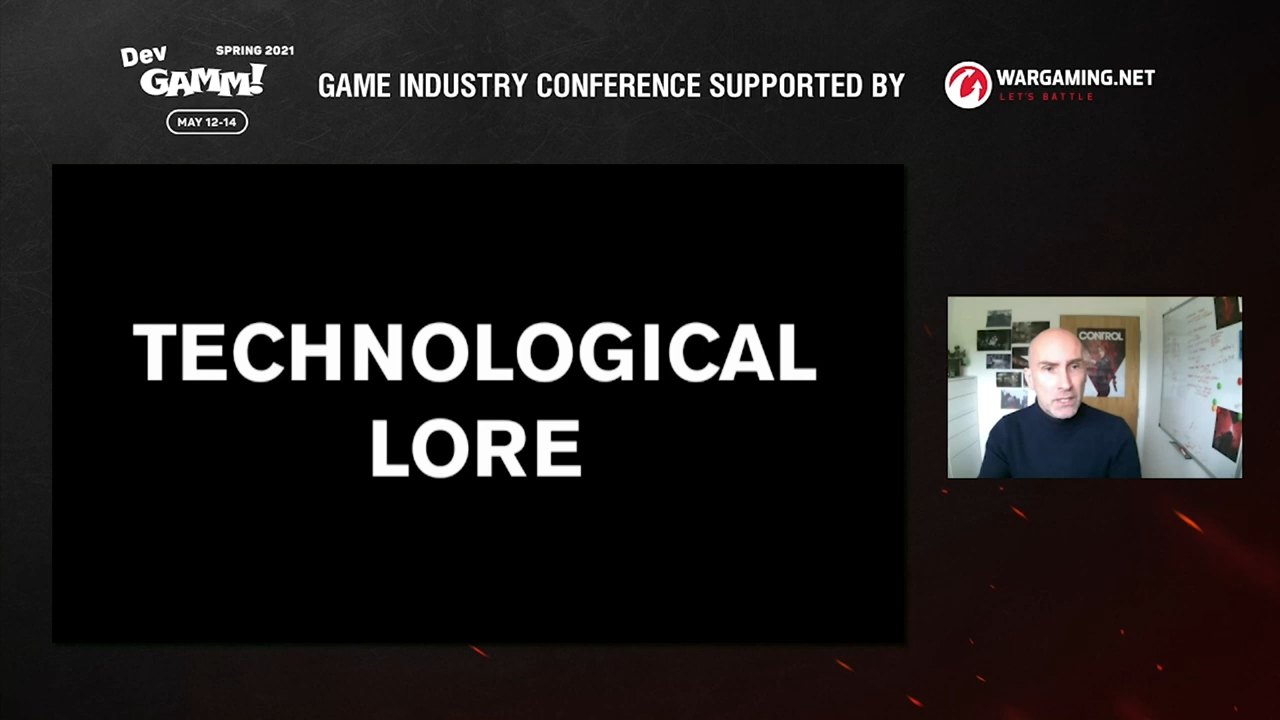 Dev
GAMM!
SPRING 2021
MAY 12-14
GAME INDUSTRY CONFERENCE SUPPORTED BY
WARGAMING.NET
LET'S BATTLE
TECHNOLOGICAL
LORE
CONTROL